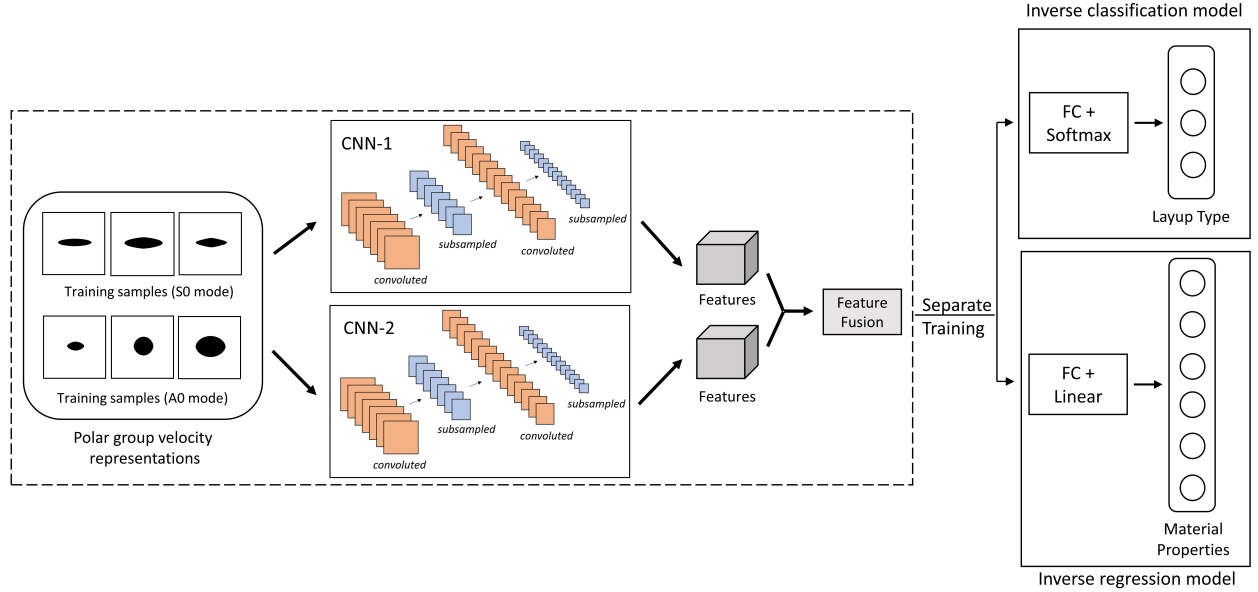 Polar group velocity
representations
Training samples (S0 mode)
Training samples (A0 mode)
CNN-1
convoluted
subsampled
convoluted
subsampled
CNN-2
convoluted
subsampled
convoluted
subsampled
Features
Features
Feature
Fusion
Separate
Training
Inverse classification model
FC +
Softmax
Layup Type
FC +
Linear
Material
Properties
Inverse regression model